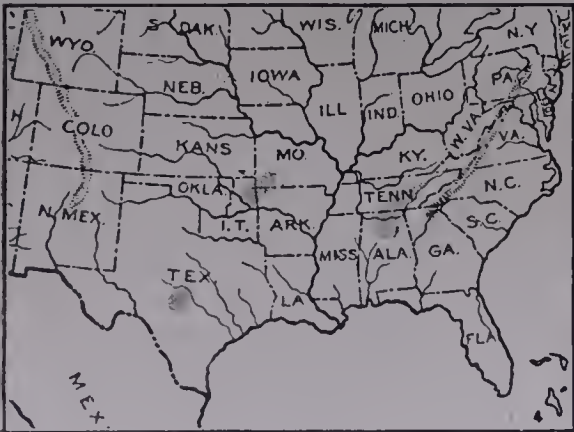 WYO.
S. DAK.
WIS.
MICH.
N.Y.
NEB.
IOWA
ILL
IND.
OHIO
PA.
COLO
KANS
MO.
KY.
W.VA.
VA.
N. MEX.
OKLA.
I.T.
ARK.
TENN.
N.C.
S.C.
TEX.
LA
MISS
ALA.
GA.
FLA
MEX.